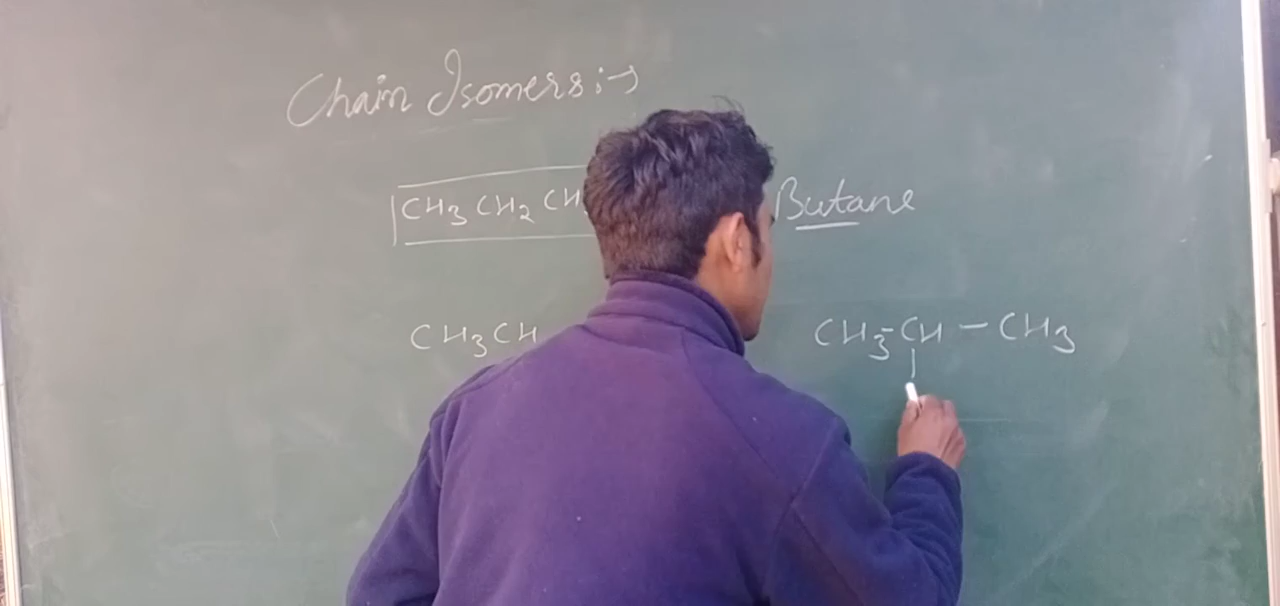 Chain Isomers :→
CH3 CH2 CH Butane
CH3 CH CH3-CH-CH3
|